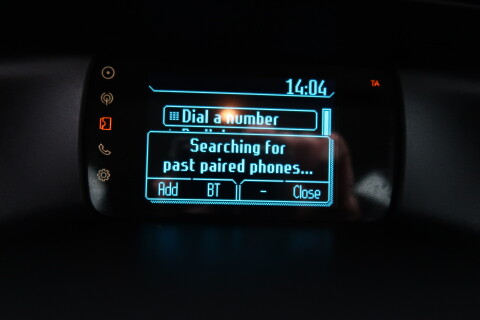 14:04
TA
Dial a number
Searching for
past paired phones...
Add BT - Close